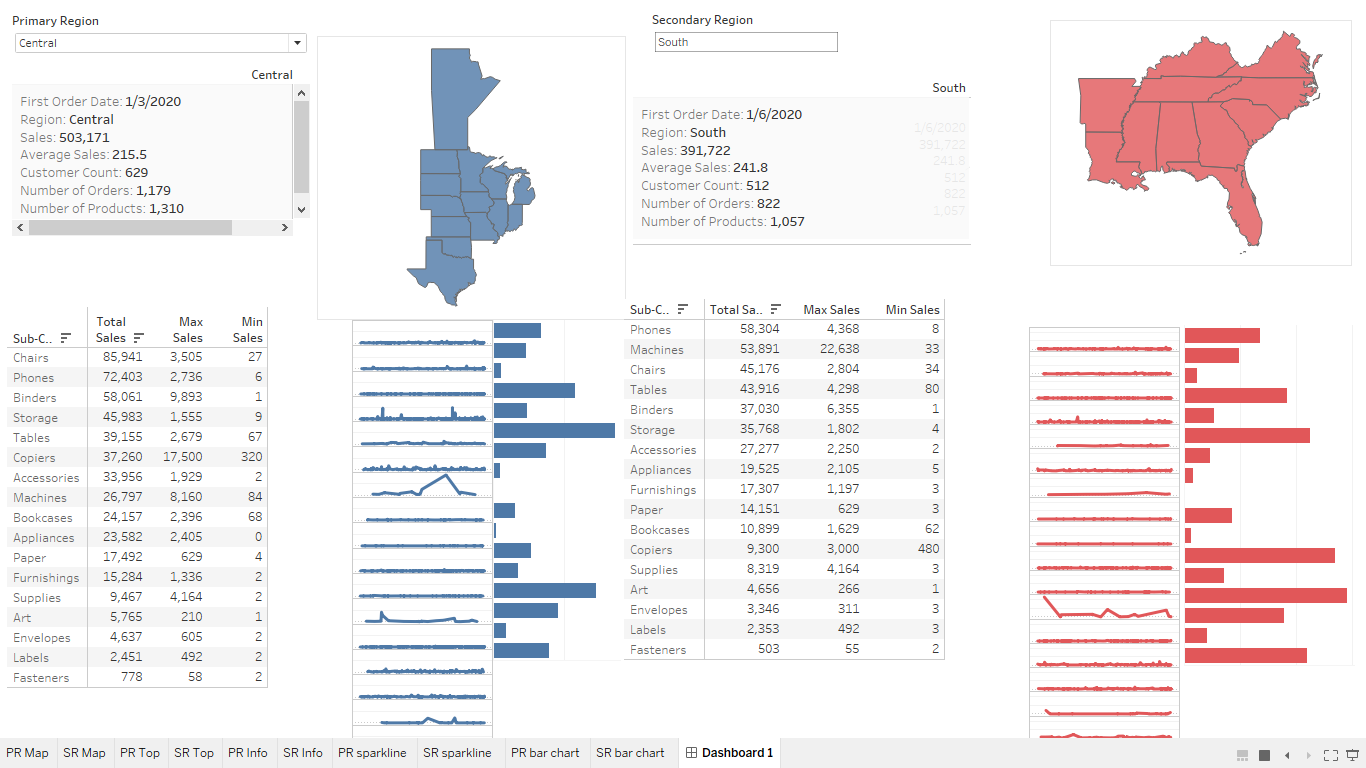 Primary Region
Central
Central
First Order Date: 1/3/2020
Region: Central
Sales: 503,171
Average Sales: 215.5
Customer Count: 629
Number of Orders: 1,179
Number of Products: 1,310
Secondary Region
South
South
First Order Date: 1/6/2020
Region: South
Sales: 391,722
Average Sales: 241.8
Customer Count: 512
Number of Orders: 822
Number of Products: 1,057
1/6/2020
391,722
241.8
512
822
1,057
Sub-C.. Total Sales Max Sales Min Sales
Chairs 85,941 3,505 27
Phones 72,403 2,736 6
Binders 58,061 9,893 1
Storage 45,983 1,555 9
Tables 39,155 2,679 67
Copiers 37,260 17,500 320
Accessories 33,956 1,929 2
Machines 26,797 8,160 84
Bookcases 24,157 2,396 68
Appliances 23,582 2,405 0
Paper 17,492 629 4
Furnishings 15,284 1,336 2
Supplies 9,467 4,164 2
Art 5,765 210 1
Envelopes 4,637 605 2
Labels 2,451 492 2
Fasteners 778 58 2
Sub-C.. Total Sa.. Max Sales Min Sales
Phones 58,304 4,368 8
Machines 53,891 22,638 33
Chairs 45,176 2,804 34
Tables 43,916 4,298 80
Binders 37,030 6,355 1
Storage 35,768 1,802 4
Accessories 27,277 2,250 2
Appliances 19,525 2,105 5
Furnishings 17,307 1,197 3
Paper 14,151 629 3
Bookcases 10,899 1,629 62
Copiers 9,300 3,000 480
Supplies 8,319 4,164 3
Art 4,656 266 1
Envelopes 3,346 311 3
Labels 2,353 492 3
Fasteners 503 55 2
PR Map SR Map PR Top SR Top PR Info SR Info PR sparkline SR sparkline PR bar chart SR bar chart Dashboard 1